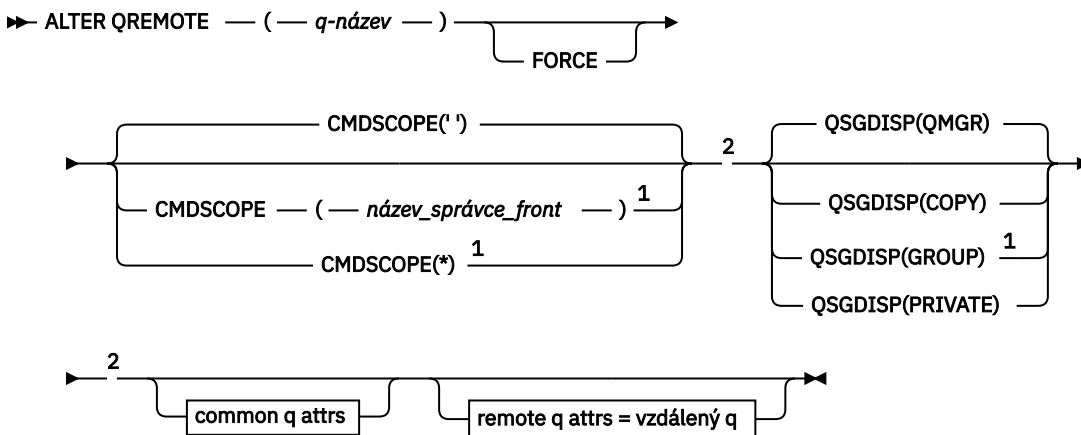 ALTER QREMOTE ( q-název )
FORCE
CMDSCOPE(' ')
CMDSCOPE ( název_správce_front ) 1
CMDSCOPE(*) 1
2
QSGDISP(QMGR)
QSGDISP(COPY)
QSGDISP(GROUP) 1
QSGDISP(PRIVATE)
2
common q attrs
remote q attrs = vzdálený q